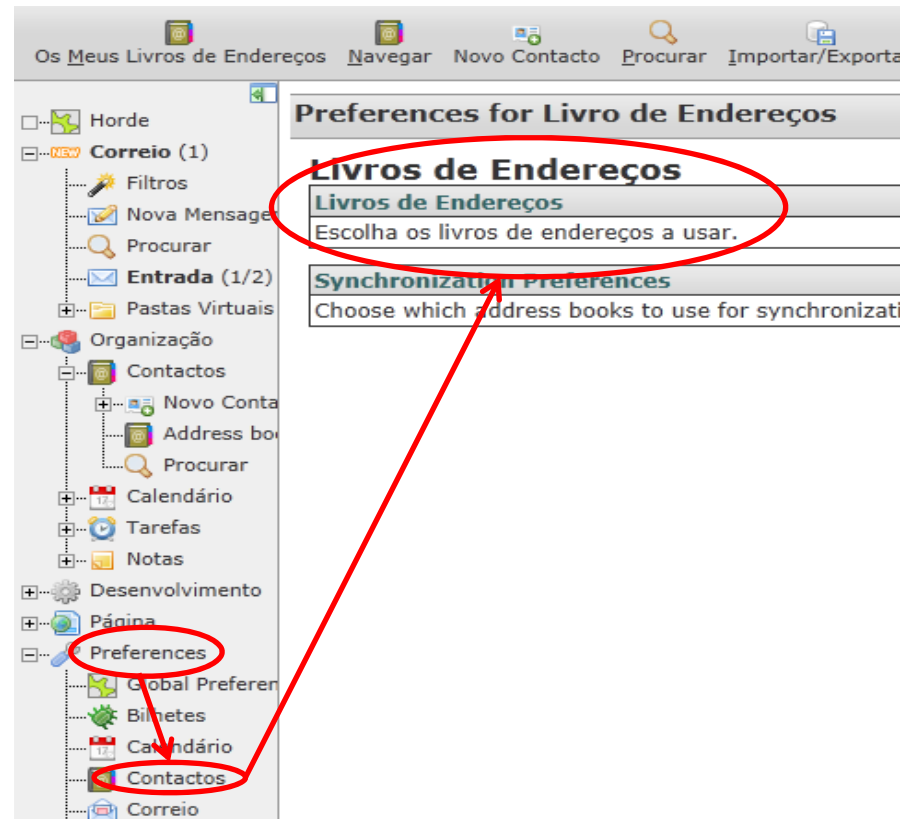 Os Meus Livros de Endereços Navegar Novo Contacto Procurar Importar/Exporta
Horde
Correio (1)
Filtros
Nova Mensage
Procurar
Entrada (1/2)
Pastas Virtuais
Organização
Contactos
Novo Conta
Address boo
Procurar
Calendário
Tarefas
Notas
Desenvolvimento
Página
Preferences
Global Preferen
Bilhetes
Calendário
Contactos
Correio
Preferences for Livro de Endereços
Livros de Endereços
Livros de Endereços
Escolha os livros de endereços a usar.
Synchronization Preferences
Choose which address books to use for synchronizati